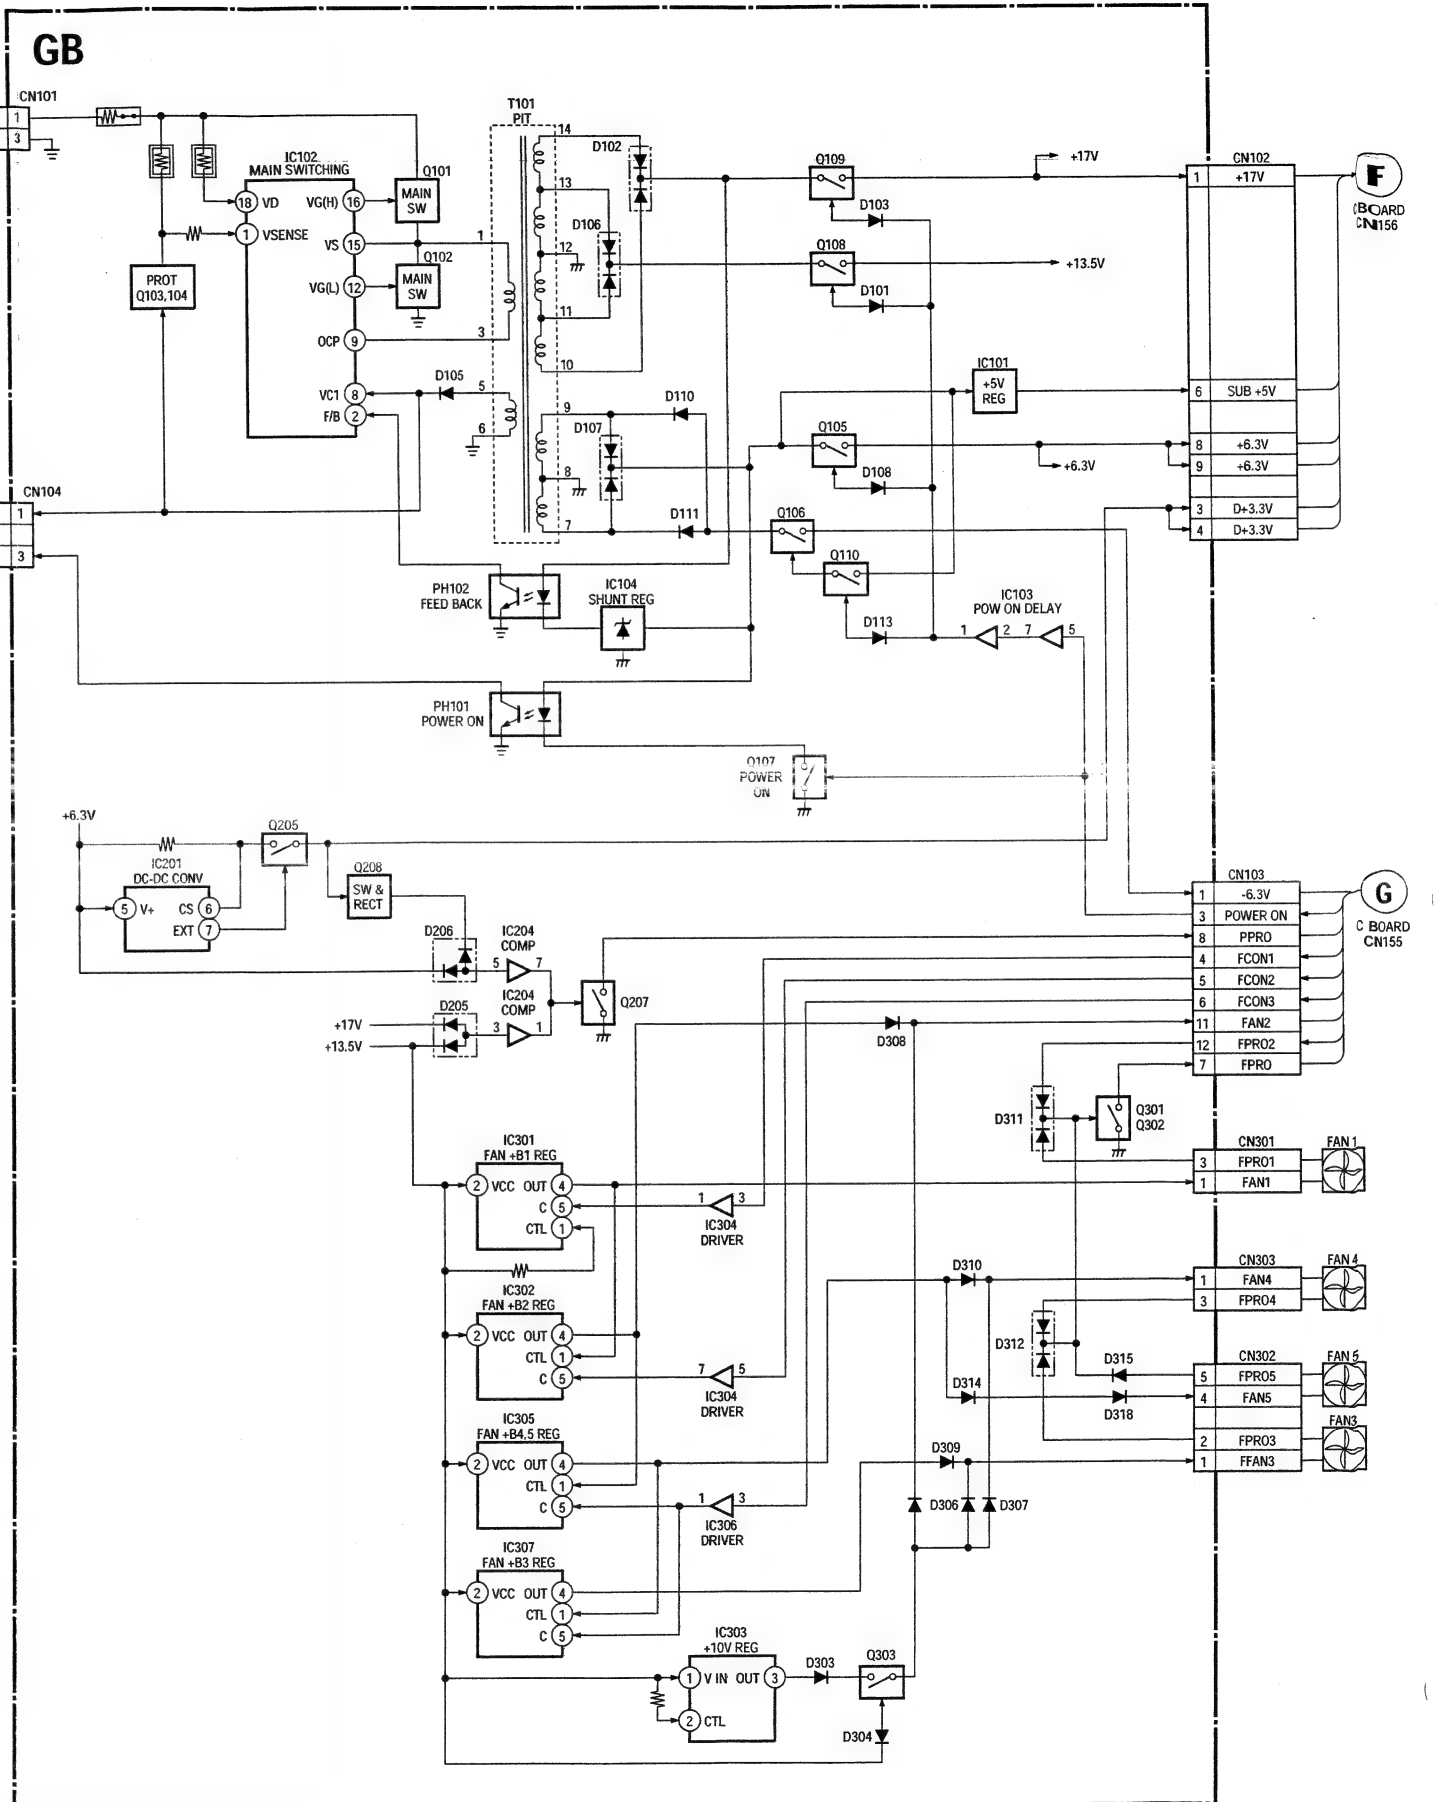 GB
CN101
1
3
T101
PIT
14
D102
Q109
+17V
CN102
1 +17V
F
BOARD
CN156
IC102
MAIN SWITCHING
Q101
MAIN
SW
18 VD
VG(H) 16
1 VSENSE
VS 15
1
13
D106
12
D103
Q108
+13.5V
PROT
Q103,104
VG(L) 12
Q102
MAIN
SW
D101
11
OCP 9
3
10
IC101
+5V
REG
6 SUB +5V
VC1 8
D105
5
F/B 2
6
9
D110
D107
Q105
8 +6.3V
+6.3V
9 +6.3V
8
D108
CN104
1
3
7
D111
Q106
3 D+3.3V
4 D+3.3V
Q110
PH102
FEED BACK
IC104
SHUNT REG
IC103
POW ON DELAY
D113
1
2
7
5
PH101
POWER ON
Q107
POWER
ON
+6.3V
Q205
IC201
DC-DC CONV
5 V+
CS 6
EXT 7
Q208
SW &
RECT
CN103
1 -6.3V
3 POWER ON
8 PPRO
4 FCON1
5 FCON2
6 FCON3
11 FAN2
12 FPRO2
7 FPRO
G
C BOARD
CN155
D206
IC204
COMP
5
7
IC204
COMP
3
1
Q207
D205
+17V
+13.5V
D308
D311
Q301
Q302
IC301
FAN +B1 REG
2 VCC OUT 4
C 5
CTL 1
1
3
IC304
DRIVER
CN301
3 FPRO1
1 FAN1
FAN 1
IC302
FAN +B2 REG
2 VCC OUT 4
CTL 1
C 5
7
5
IC304
DRIVER
D310
CN303
1 FAN4
3 FPRO4
FAN 4
D312
D315
D314
D318
CN302
5 FPRO5
4 FAN5
2 FPRO3
1 FFAN3
FAN 5
FAN3
IC305
FAN +B4,5 REG
2 VCC OUT 4
CTL 1
C 5
1
3
IC306
DRIVER
D309
D306
D307
IC307
FAN +B3 REG
2 VCC OUT 4
CTL 1
C 5
IC303
+10V REG
1 V IN OUT 3
2 CTL
D303
Q303
D304